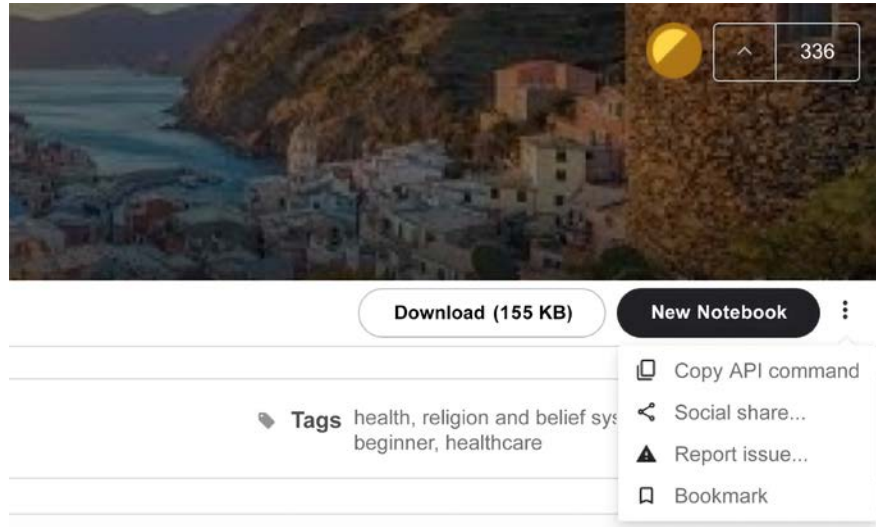 336
Download (155 KB)
New Notebook
Copy API command
Tags health, religion and belief
Social share...
beginner, healthcare
Report issue...
Bookmark